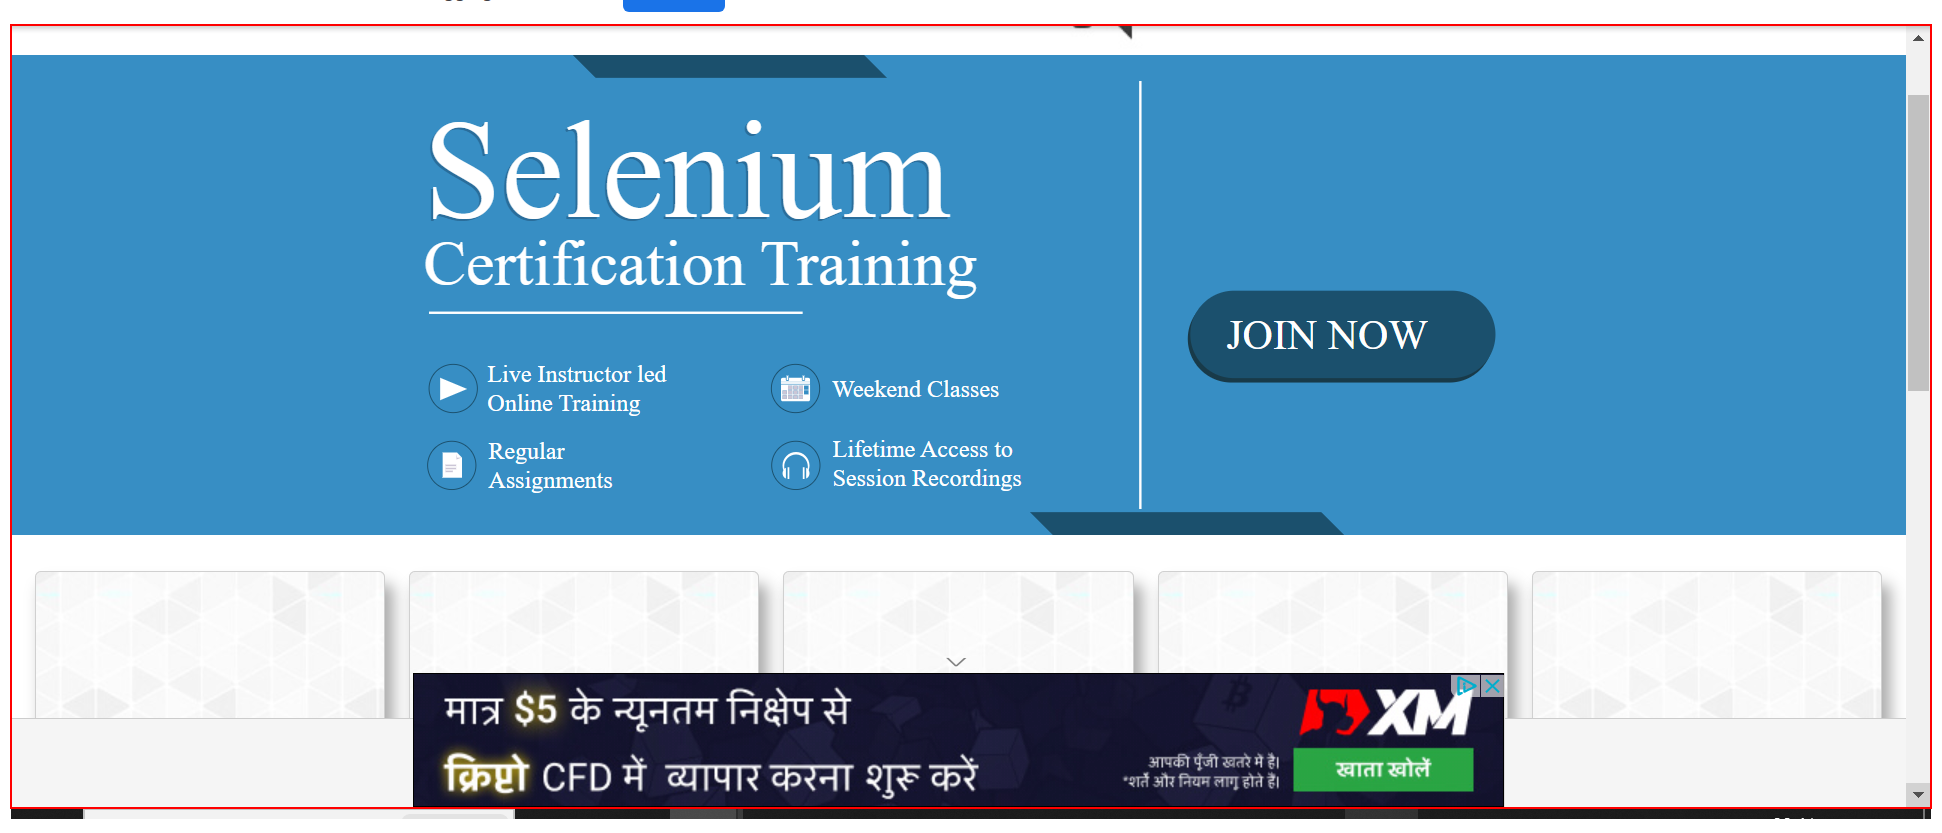 Selenium
Certification Training
JOIN NOW
Live Instructor led
Online Training
Weekend Classes
Regular
Assignments
Lifetime Access to
Session Recordings
मात्र $5 के न्यूनतम निक्षेप से
क्रिप्टो CFD में व्यापार करना शुरू करें
XM
आपकी पूँजी खतरे में है।
*शर्ते और नियम लागू होते हैं।
खाता खोलें